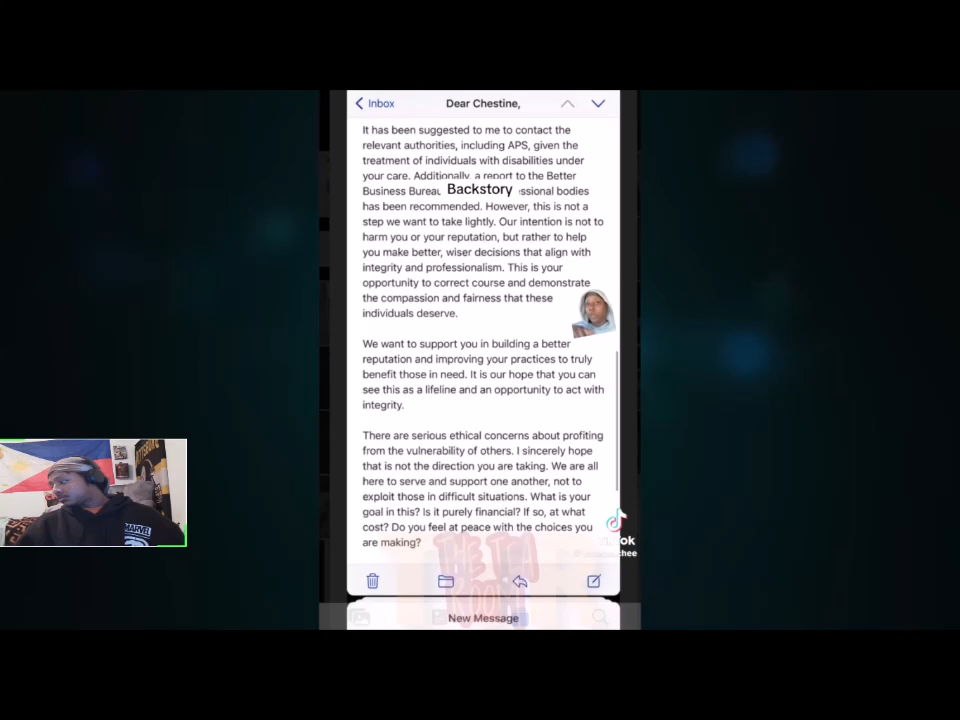 Inbox
Dear Chestine,
It has been suggested to me to contact the
relevant authorities, including APS, given the
treatment of individuals with disabilities under
your care. Additionally, a report to the Better
Business Bureau
Backstory
essional bodies
has been recommended. However, this is not a
step we want to take lightly. Our intention is not to
harm you or your reputation, but rather to help
you make better, wiser decisions that align with
integrity and professionalism. This is your
opportunity to correct course and demonstrate
the compassion and fairness that these
individuals deserve.
We want to support you in building a better
reputation and improving your practices to truly
benefit those in need. It is our hope that you can
see this as a lifeline and an opportunity to act with
integrity.
There are serious ethical concerns about profiting
from the vulnerability of others. I sincerely hope
that is not the direction you are taking. We are all
here to serve and support one another, not to
exploit those in difficult situations. What is your
goal in this? Is it purely financial? If so, at what
cost? Do you feel at peace with the choices you
are making?
THE TEA
ROOM
New Message
MARVEL